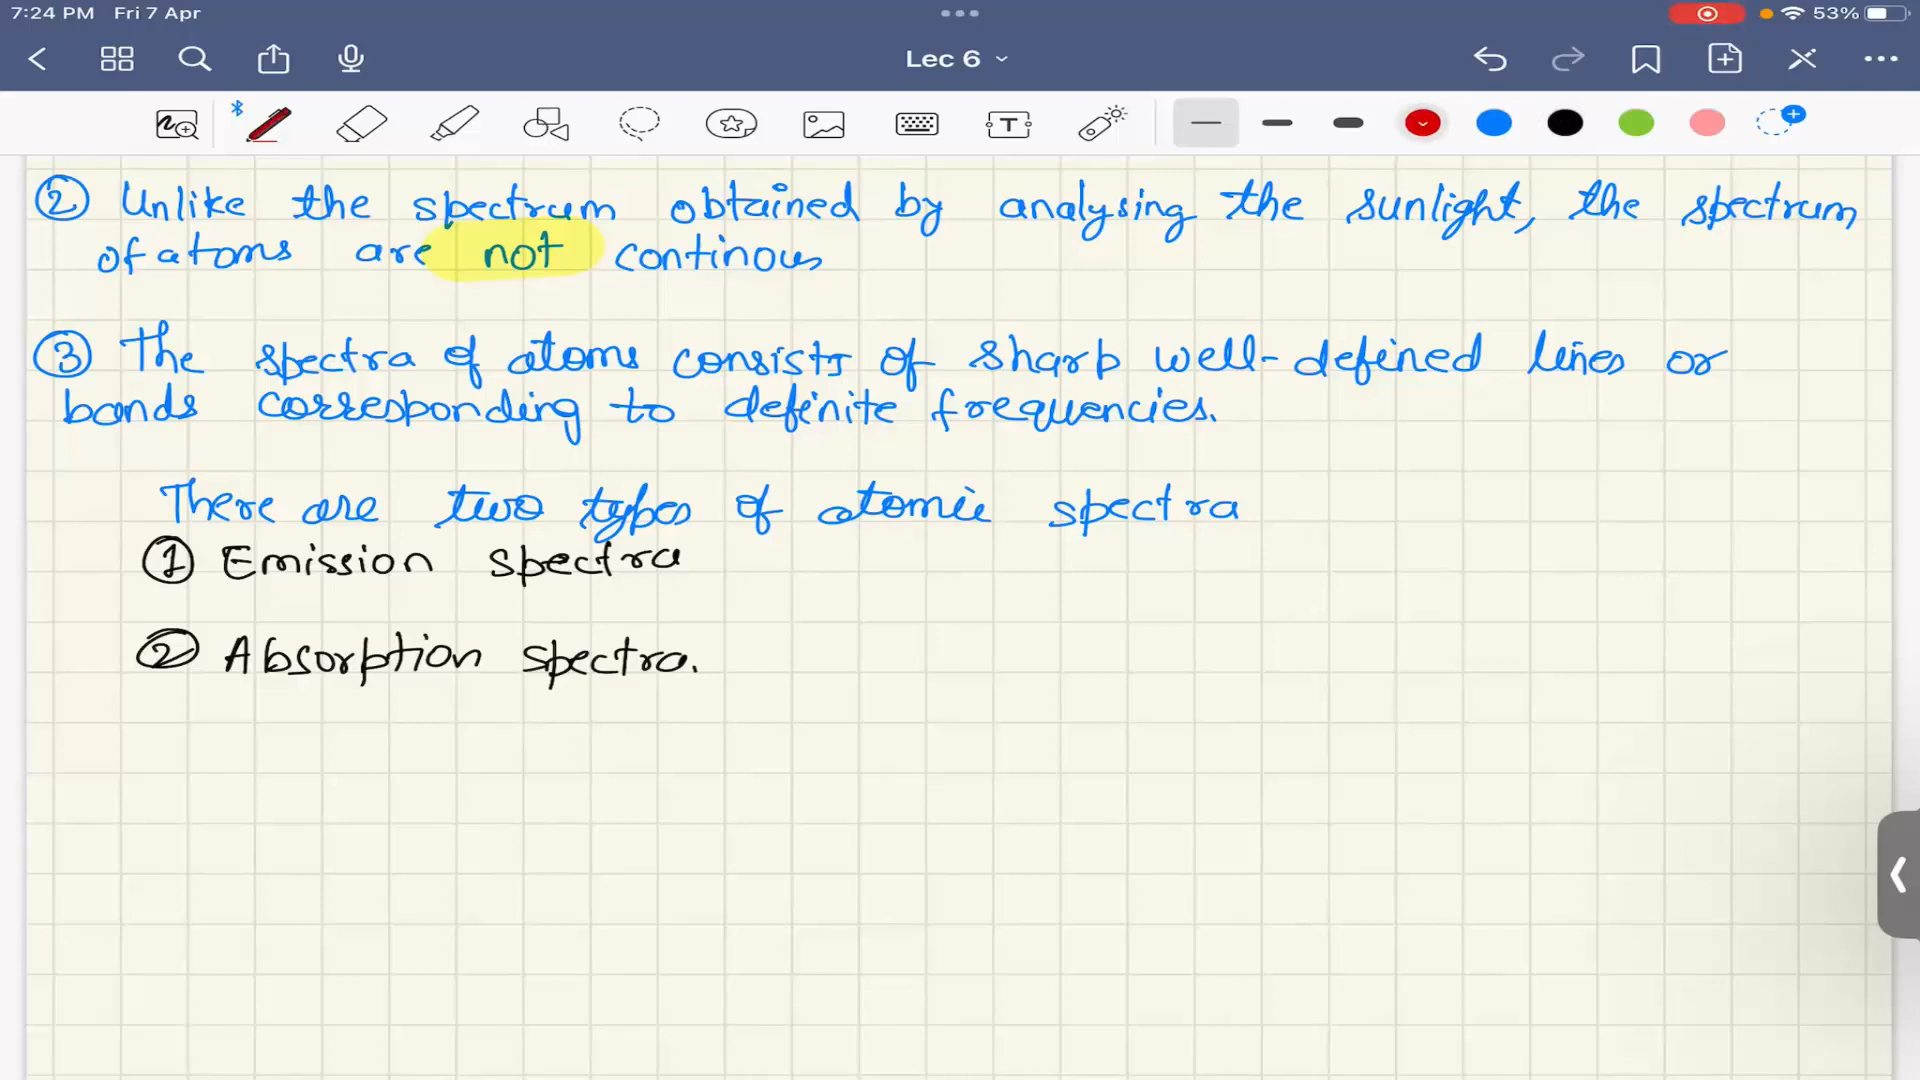 7:24 PM Fri 7 Apr
53%
Lec 6
② Unlike the spectrum obtained by analysing the sunlight, the spectrum
of atoms are not continous
③ The spectra of atoms consists of sharp well-defined lines or
bands corresponding to definite frequencies.
There are two types of atomic spectra
① Emission spectra
② Absorption spectra.